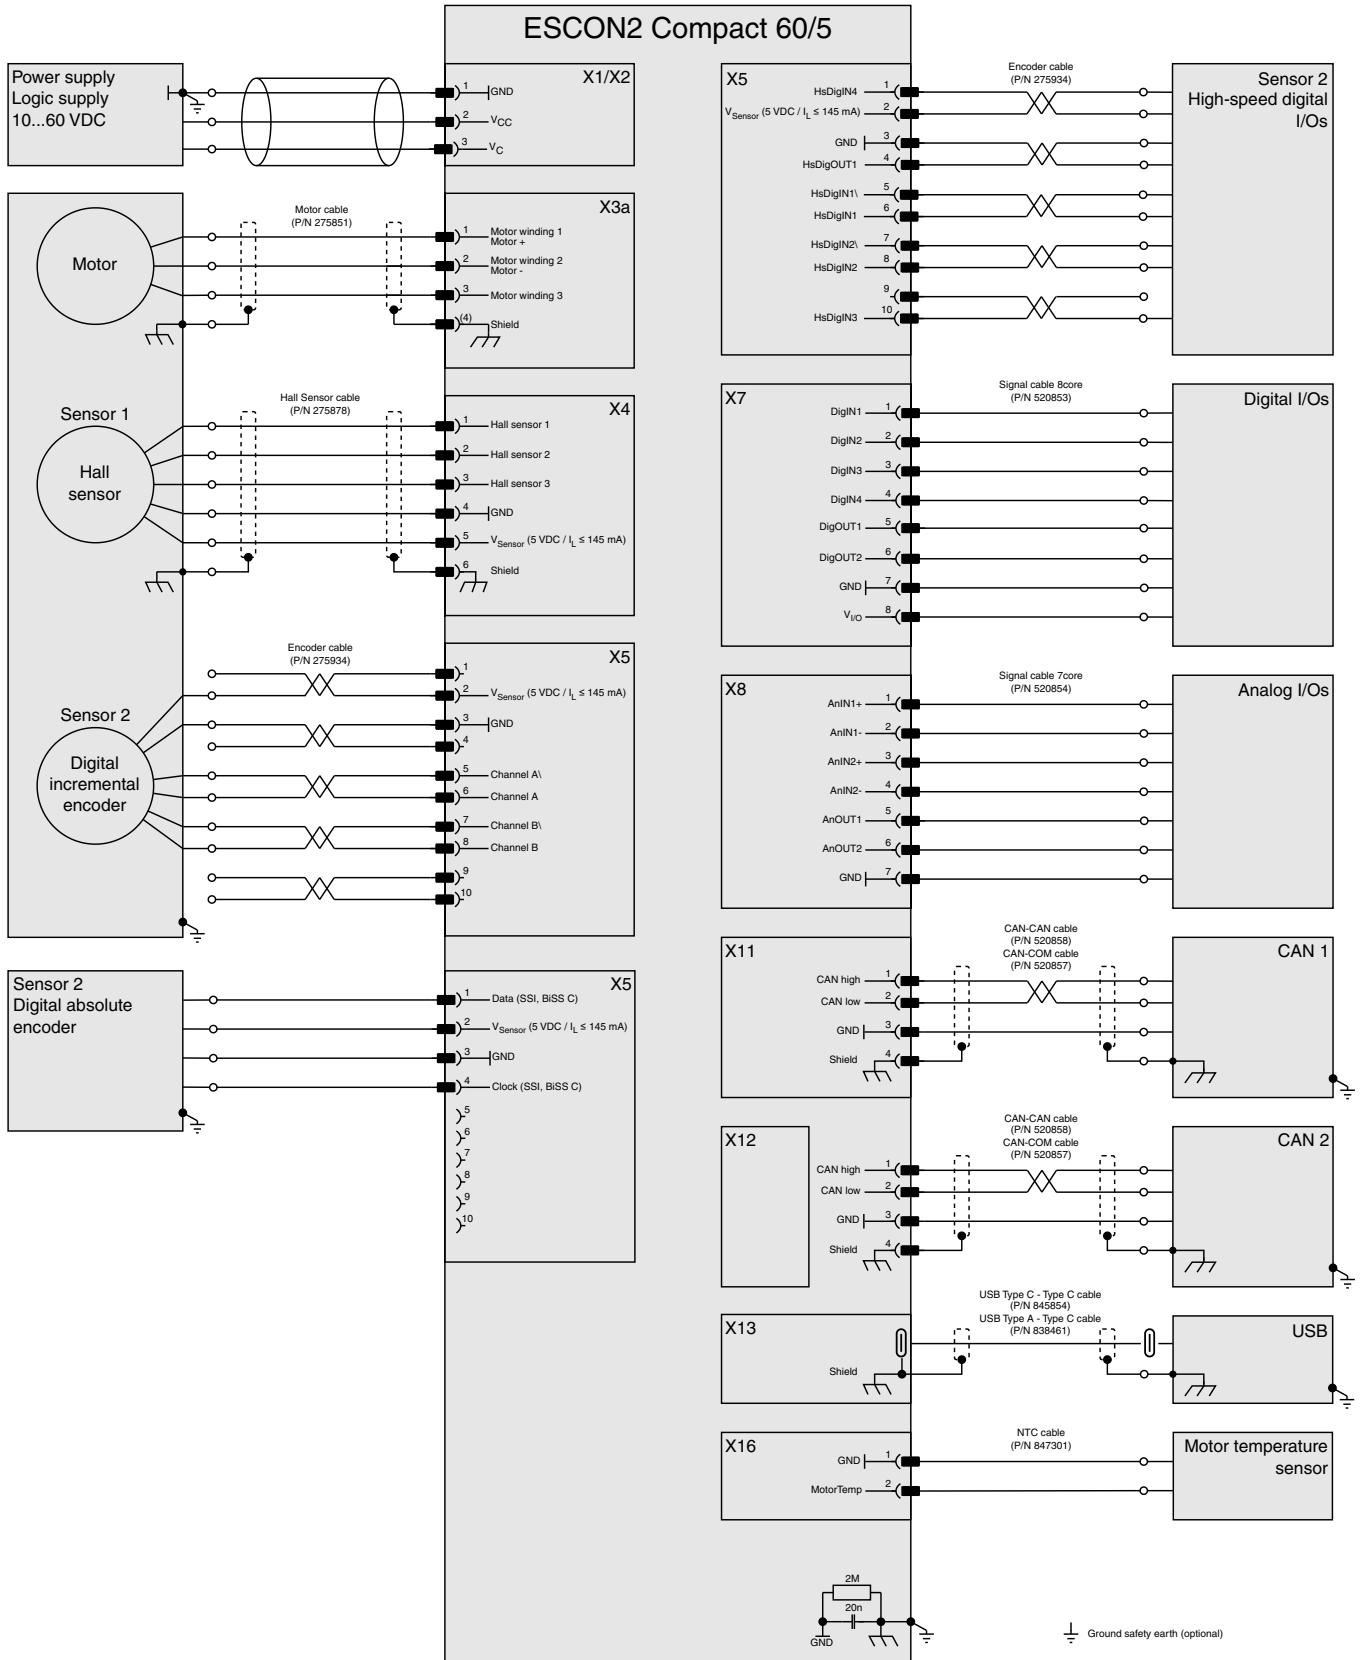 ESCON2 Compact 60/5
Power supply
Logic supply
10...60 VDC
X1/X2
1
GND
2
VCC
3
VC
Motor
Motor cable
(P/N 275851)
X3a
1
Motor winding 1
Motor +
2
Motor winding 2
Motor -
3
Motor winding 3
(4)
Shield
Sensor 1
Hall
sensor
Hall Sensor cable
(P/N 275878)
X4
1
Hall sensor 1
2
Hall sensor 2
3
Hall sensor 3
4
GND
5
VSensor (5 VDC / IL ≤ 145 mA)
6
Shield
Sensor 2
Digital
incremental
encoder
Encoder cable
(P/N 275934)
X5
1
2
VSensor (5 VDC / IL ≤ 145 mA)
3
GND
4
5
Channel A\
6
Channel A
7
Channel B\
8
Channel B
9
10
Sensor 2
Digital absolute
encoder
X5
1
Data (SSI, BiSS C)
2
VSensor (5 VDC / IL ≤ 145 mA)
3
GND
4
Clock (SSI, BiSS C)
5
6
7
8
9
10
X5
Encoder cable
(P/N 275934)
Sensor 2
High-speed digital
I/Os
HsDigIN4
1
VSensor (5 VDC / IL ≤ 145 mA)
2
GND
3
HsDigOUT1
4
HsDigIN1\
5
HsDigIN1
6
HsDigIN2\
7
HsDigIN2
8
9
HsDigIN3
10
X7
Signal cable 8core
(P/N 520853)
Digital I/Os
DigIN1
1
DigIN2
2
DigIN3
3
DigIN4
4
DigOUT1
5
DigOUT2
6
GND
7
VI/O
8
X8
Signal cable 7core
(P/N 520854)
Analog I/Os
AnIN1+
1
AnIN1-
2
AnIN2+
3
AnIN2-
4
AnOUT1
5
AnOUT2
6
GND
7
X11
CAN-CAN cable
(P/N 520858)
CAN-COM cable
(P/N 520857)
CAN 1
CAN high
1
CAN low
2
GND
3
Shield
4
X12
CAN-CAN cable
(P/N 520858)
CAN-COM cable
(P/N 520857)
CAN 2
CAN high
1
CAN low
2
GND
3
Shield
4
X13
USB Type C - Type C cable
(P/N 845854)
USB Type A - Type C cable
(P/N 838461)
USB
Shield
X16
NTC cable
(P/N 847301)
Motor temperature
sensor
GND
1
MotorTemp
2
2M
20n
GND
Ground safety earth (optional)